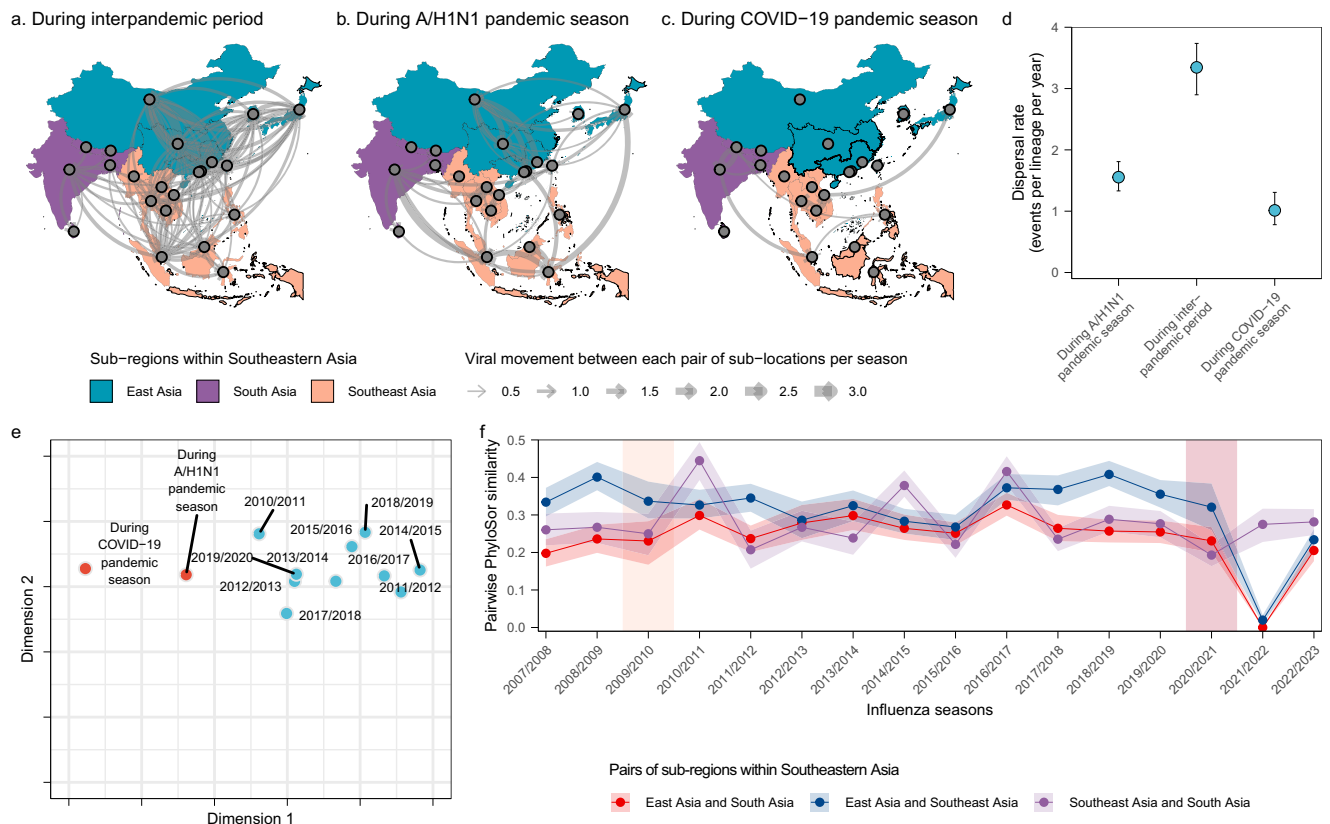 a. During interpandemic period
b. During A/H1N1 pandemic season
c. During COVID−19 pandemic season
d
4
3
2
1
0
Dispersal rate
(events per lineage per year)
During A/H1N1
pandemic season
During inter−
pandemic period
During COVID−19
pandemic season
Sub−regions within Southeastern Asia
East Asia
South Asia
Southeast Asia
Viral movement between each pair of sub−locations per season
0.5
1.0
1.5
2.0
2.5
3.0
e
During
A/H1N1
pandemic
season
During
COVID−19
pandemic
season
2010/2011
2018/2019
2015/2016
2014/2015
2019/2020
2013/2014
2016/2017
2012/2013
2011/2012
2017/2018
Dimension 2
Dimension 1
f
0.5
0.4
0.3
0.2
0.1
0.0
Pairwise PhyloSor similarity
2007/2008
2008/2009
2009/2010
2010/2011
2011/2012
2012/2013
2013/2014
2014/2015
2015/2016
2016/2017
2017/2018
2018/2019
2019/2020
2020/2021
2021/2022
2022/2023
Influenza seasons
Pairs of sub−regions within Southeastern Asia
East Asia and South Asia
East Asia and Southeast Asia
Southeast Asia and South Asia